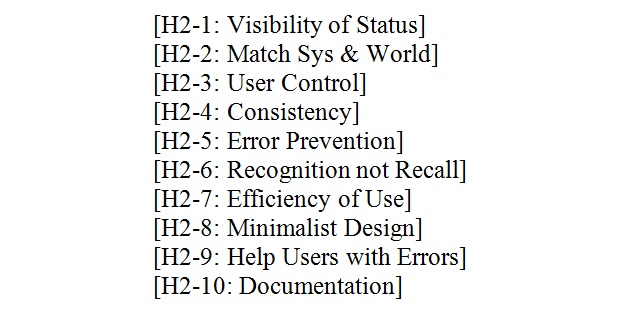 [H2-1: Visibility of Status]
[H2-2: Match Sys & World]
[H2-3: User Control]
[H2-4: Consistency]
[H2-5: Error Prevention]
[H2-6: Recognition not Recall]
[H2-7: Efficiency of Use]
[H2-8: Minimalist Design]
[H2-9: Help Users with Errors]
[H2-10: Documentation]